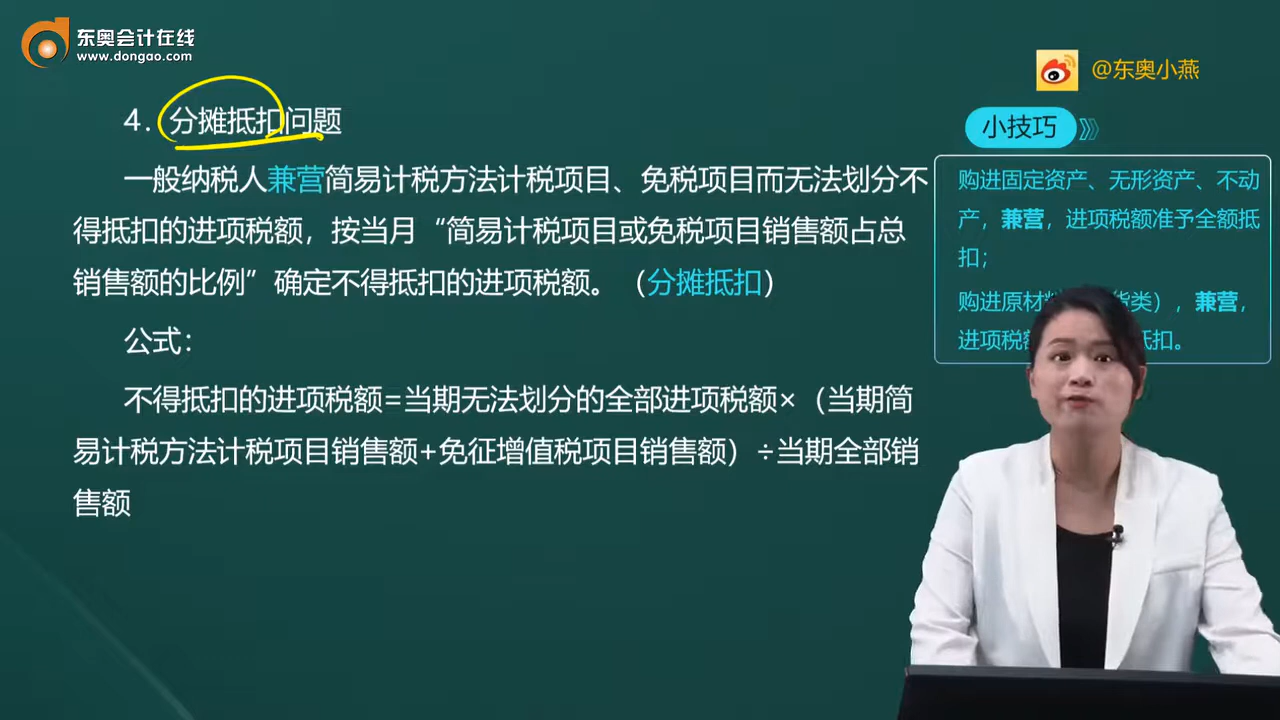 东奥会计在线
www.dongao.com
@东奥小燕
4. 分摊抵扣问题
一般纳税人兼营简易计税方法计税项目、免税项目而无法划分不
得抵扣的进项税额，按当月“简易计税项目或免税项目销售额占总
销售额的比例”确定不得抵扣的进项税额。（分摊抵扣）
公式：
不得抵扣的进项税额=当期无法划分的全部进项税额×（当期简
易计税方法计税项目销售额+免征增值税项目销售额）÷当期全部销
售额
小技巧
购进固定资产、无形资产、不动
产，兼营，进项税额准予全额抵
扣；
购进原材 货类），兼营，
进项税 抵扣。